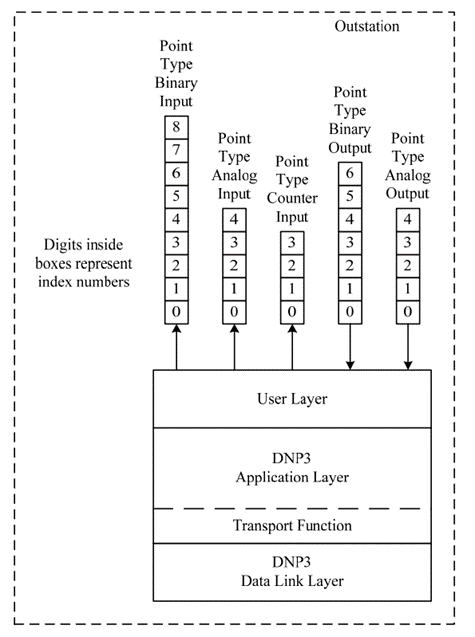 Outstation
Point
Type
Binary
Input
Point
Type
Analog
Input
Point
Type
Counter
Input
Point
Type
Binary
Output
Point
Type
Analog
Output
8
7
6
5
4
3
2
1
0
4
3
2
1
0
3
2
1
0
6
5
4
3
2
1
0
4
3
2
1
0
Digits inside
boxes represent
index numbers
User Layer
DNP3
Application Layer
Transport Function
DNP3
Data Link Layer